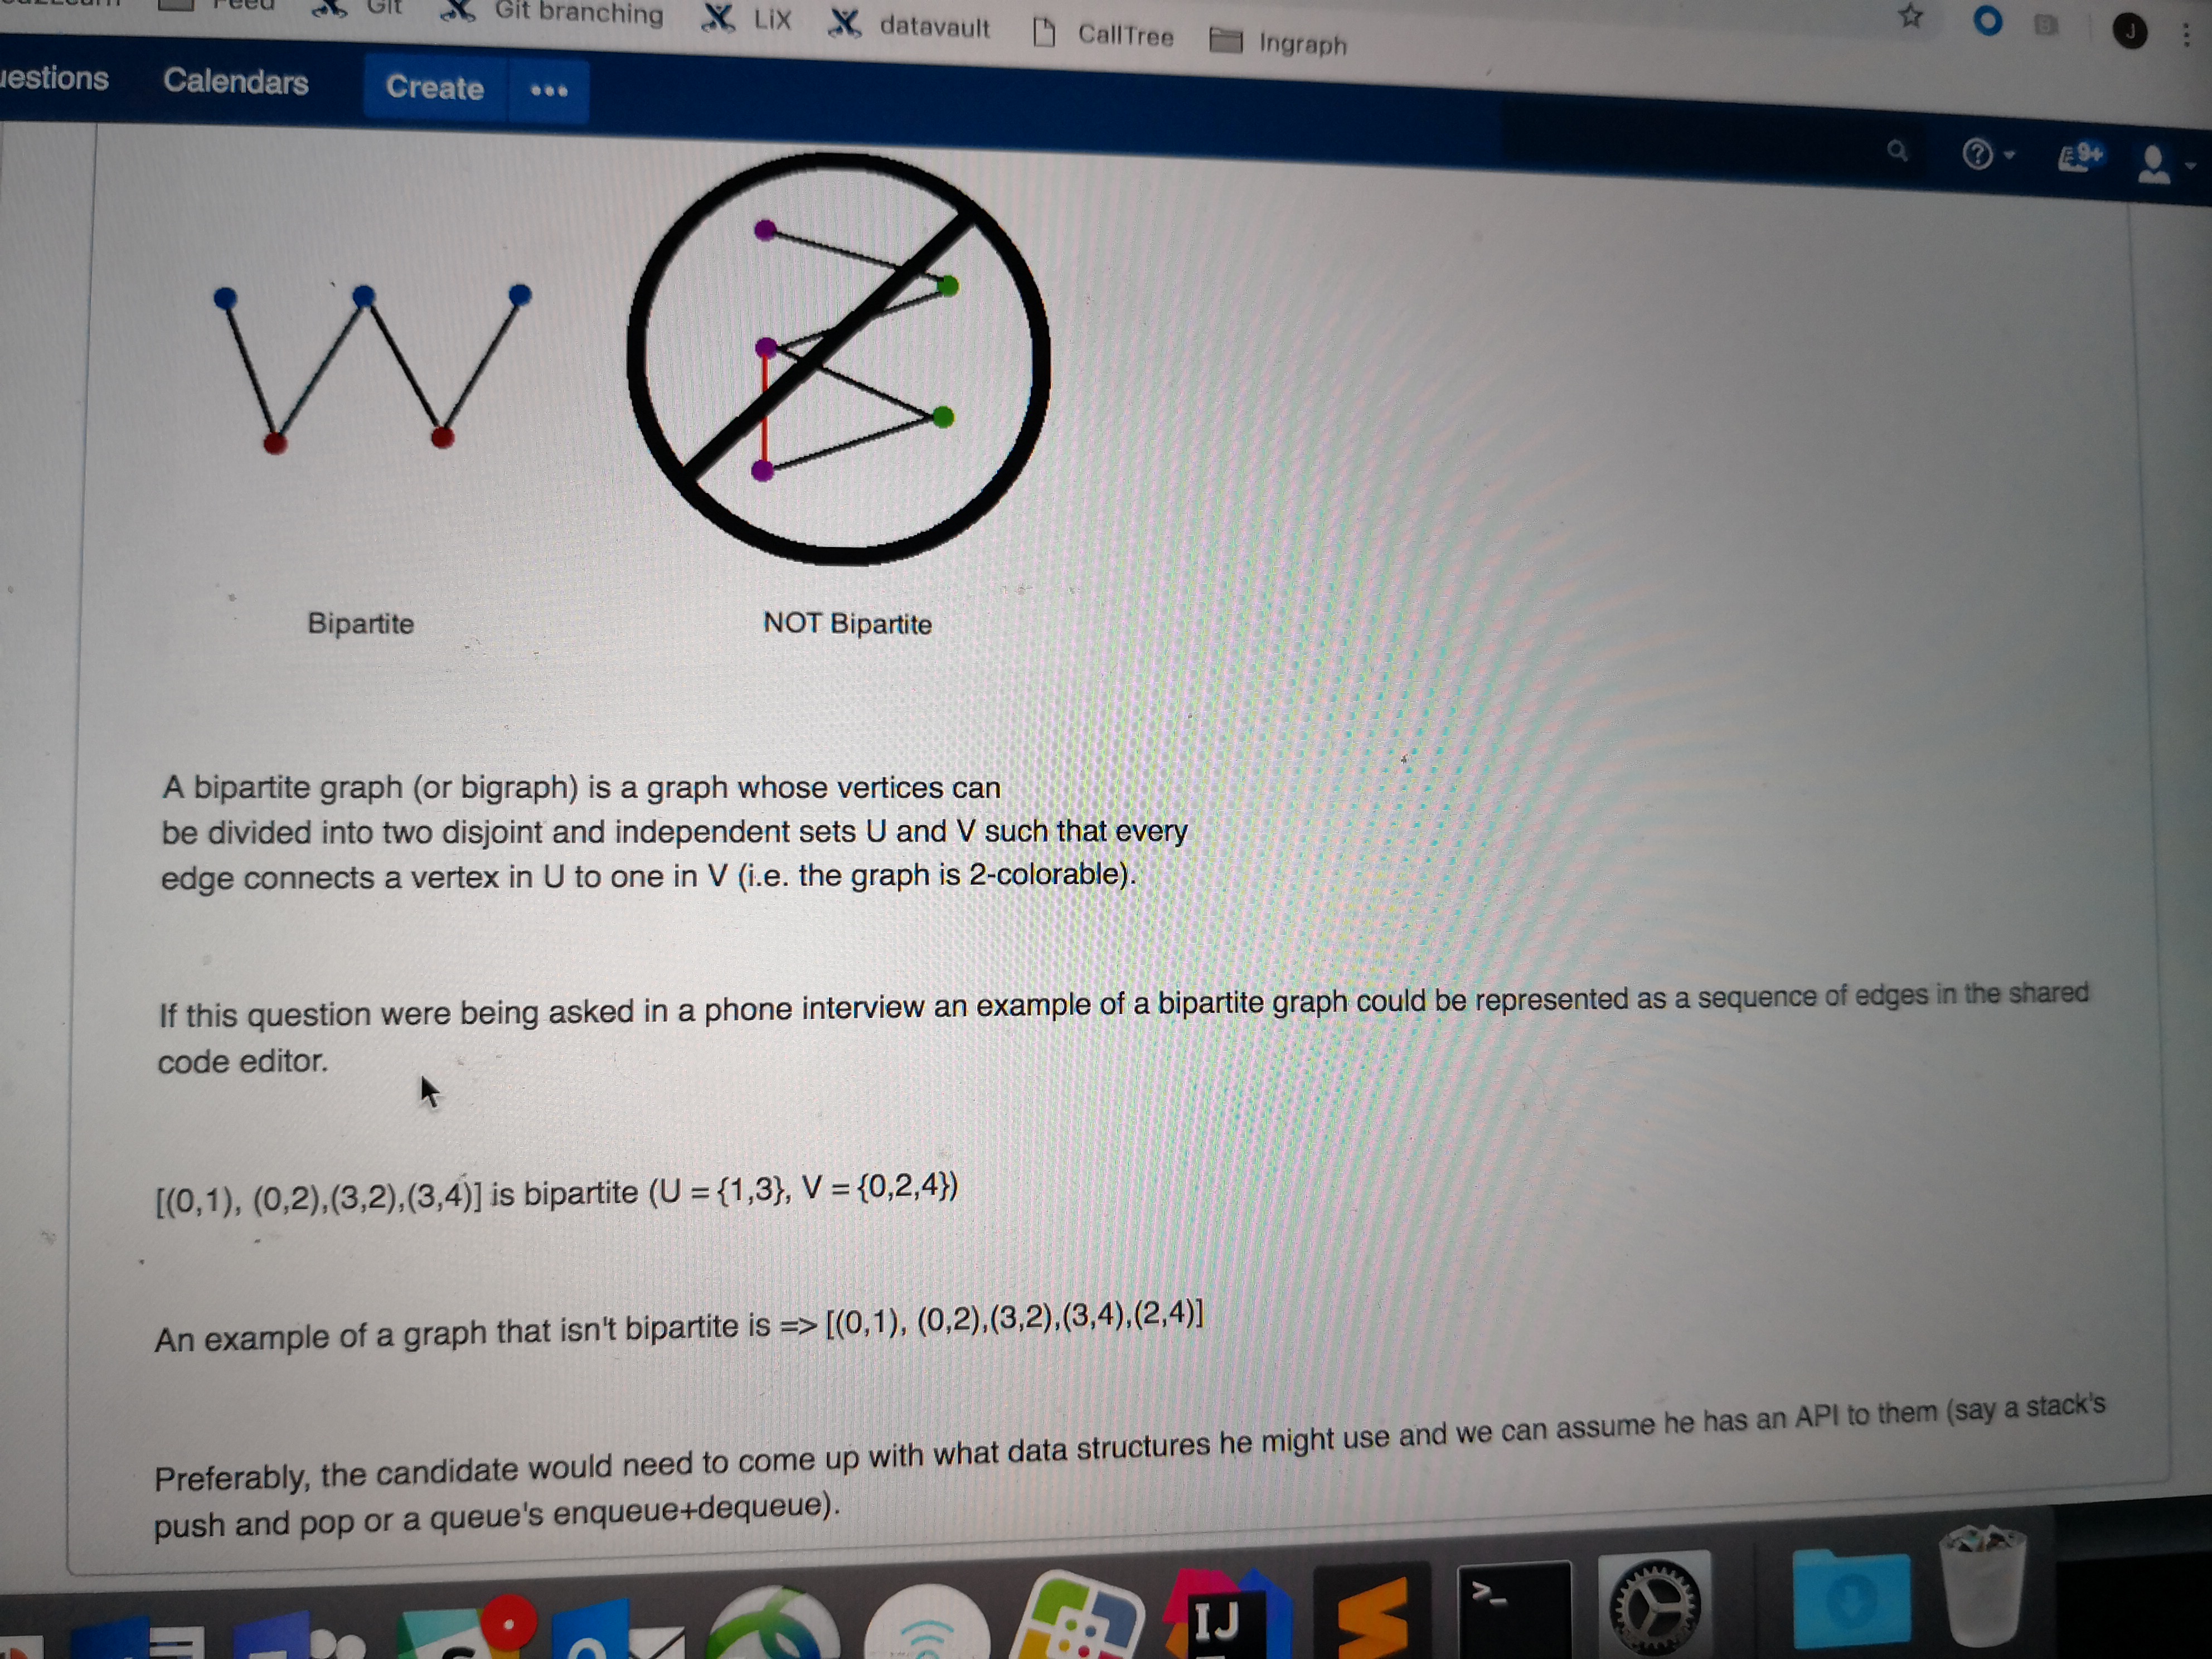 Feed Git Git branching LiX datavault CallTree Ingraph J
Calendars Create •••
? 9+
Bipartite NOT Bipartite
A bipartite graph (or bigraph) is a graph whose vertices can
be divided into two disjoint and independent sets U and V such that every
edge connects a vertex in U to one in V (i.e. the graph is 2-colorable).
If this question were being asked in a phone interview an example of a bipartite graph could be represented as a sequence of edges in the shared
code editor.
[(0,1), (0,2),(3,2),(3,4)] is bipartite (U = {1,3}, V = {0,2,4})
An example of a graph that isn't bipartite is => [(0,1), (0,2),(3,2),(3,4),(2,4)]
Preferably, the candidate would need to come up with what data structures he might use and we can assume he has an API to them (say a stack's
push and pop or a queue's enqueue+dequeue).
IJ >_